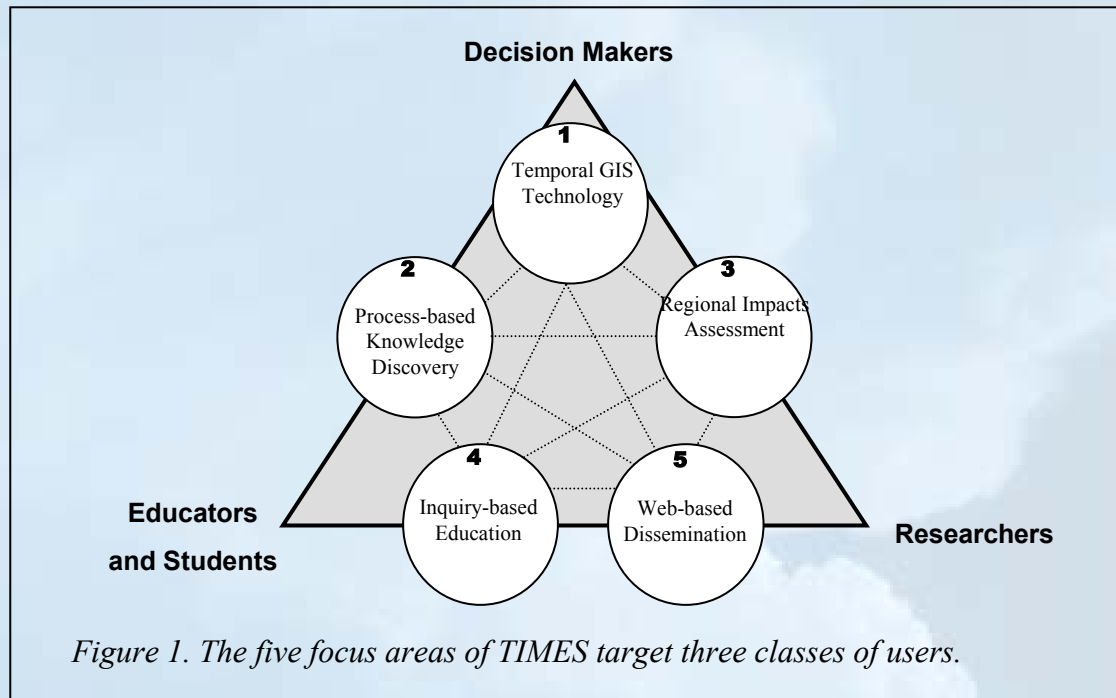 Decision Makers
1
Temporal GIS
Technology
2
Process-based
Knowledge
Discovery
3
Regional Impacts
Assessment
4
Inquiry-based
Education
5
Web-based
Dissemination
Educators
and Students
Researchers
Figure 1. The five focus areas of TIMES target three classes of users.